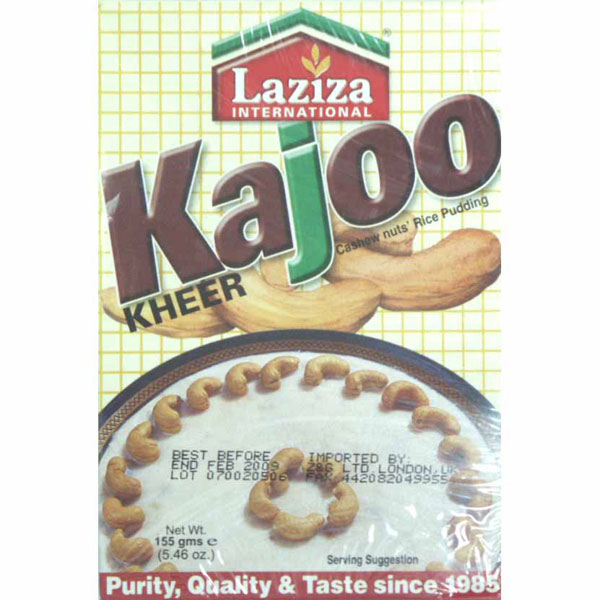 ®
Laziza
INTERNATIONAL
Kajoo
KHEER
Cashew nuts' Rice Pudding
BEST BEFORE
END FEB 2009
LOT 070020906
IMPORTED BY:
Z&G LTD LONDON,UK
FAX 442082049955
Net Wt.
155 gms e
(5.46 oz.)
Serving Suggestion
Purity, Quality & Taste since 1985